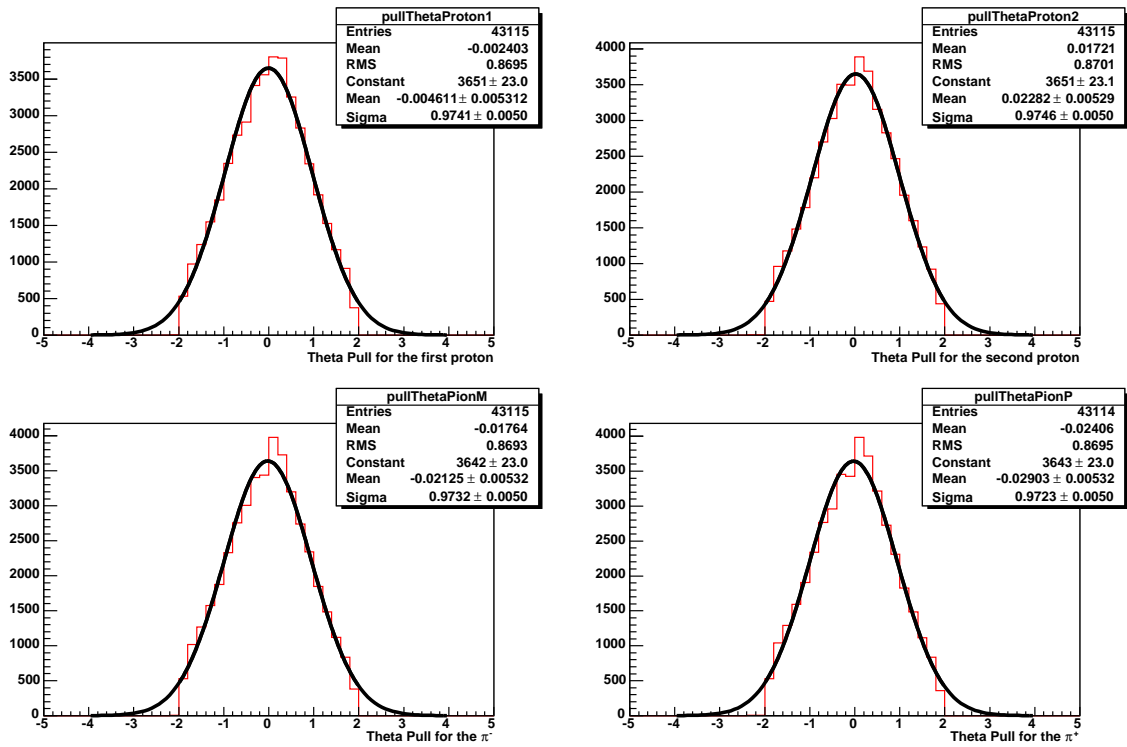 pullThetaProton1
Entries 43115
Mean -0.002403
RMS 0.8695
Constant 3651 ± 23.0
Mean -0.004611 ± 0.005312
Sigma 0.9741 ± 0.0050
3500
3000
2500
2000
1500
1000
500
0
-5 -4 -3 -2 -1 0 1 2 3 4 5
Theta Pull for the first proton
pullThetaProton2
Entries 43115
Mean 0.01721
RMS 0.8701
Constant 3651 ± 23.1
Mean 0.02282 ± 0.00529
Sigma 0.9746 ± 0.0050
4000
3500
3000
2500
2000
1500
1000
500
0
-5 -4 -3 -2 -1 0 1 2 3 4 5
Theta Pull for the second proton
pullThetaPionM
Entries 43115
Mean -0.01764
RMS 0.8693
Constant 3642 ± 23.0
Mean -0.02125 ± 0.00532
Sigma 0.9732 ± 0.0050
4000
3500
3000
2500
2000
1500
1000
500
0
-5 -4 -3 -2 -1 0 1 2 3 4 5
Theta Pull for the π⁻
pullThetaPionP
Entries 43114
Mean -0.02406
RMS 0.8695
Constant 3643 ± 23.0
Mean -0.02903 ± 0.00532
Sigma 0.9723 ± 0.0050
4000
3500
3000
2500
2000
1500
1000
500
0
-5 -4 -3 -2 -1 0 1 2 3 4 5
Theta Pull for the π⁺